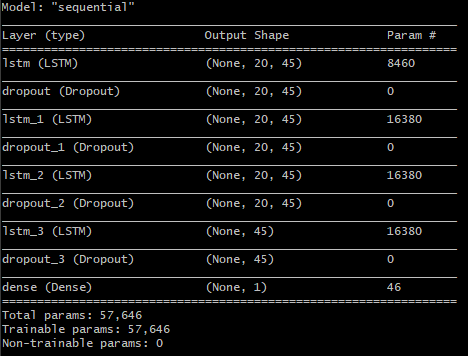 Model: "sequential"
Layer (type) Output Shape Param #
lstm (LSTM) (None, 20, 45) 8460
dropout (Dropout) (None, 20, 45) 0
lstm_1 (LSTM) (None, 20, 45) 16380
dropout_1 (Dropout) (None, 20, 45) 0
lstm_2 (LSTM) (None, 20, 45) 16380
dropout_2 (Dropout) (None, 20, 45) 0
lstm_3 (LSTM) (None, 45) 16380
dropout_3 (Dropout) (None, 45) 0
dense (Dense) (None, 1) 46
Total params: 57,646
Trainable params: 57,646
Non-trainable params: 0